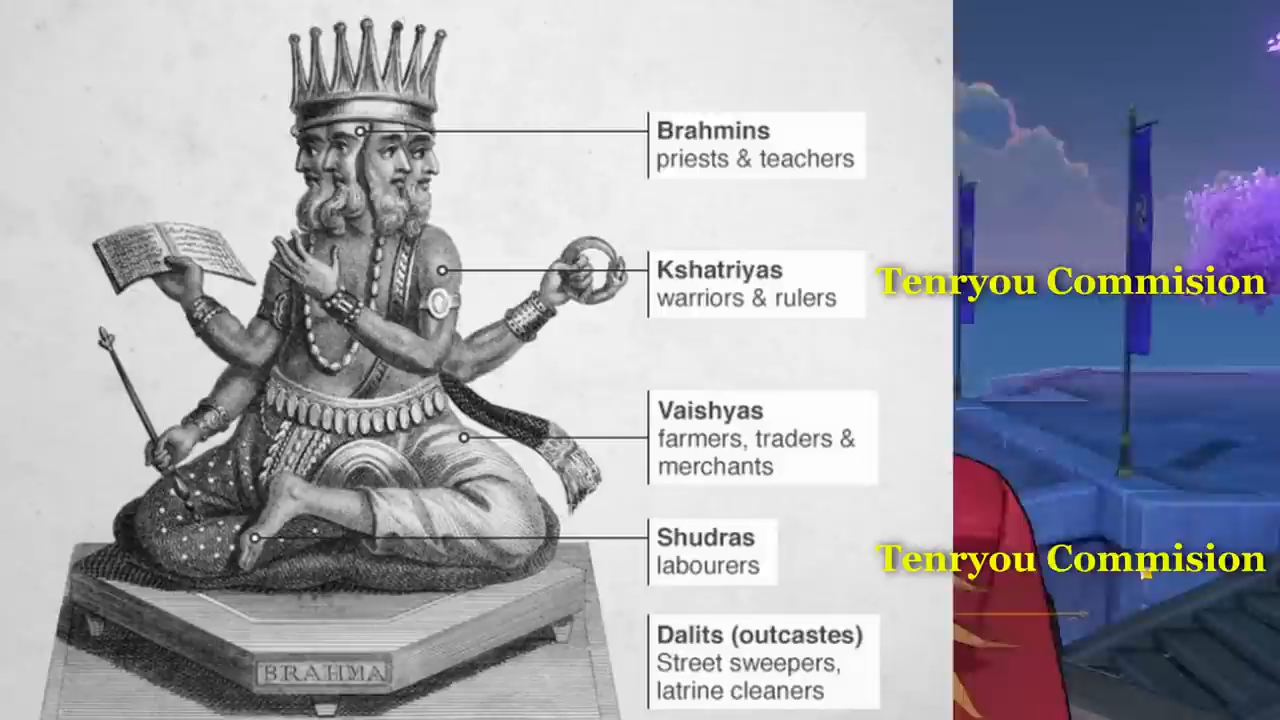 Brahmins
priests & teachers
Kshatriyas
warriors & rulers
Tenryou Commision
Vaishyas
farmers, traders &
merchants
Shudras
labourers
Tenryou Commision
Dalits (outcastes)
Street sweepers,
latrine cleaners
BRAHMA